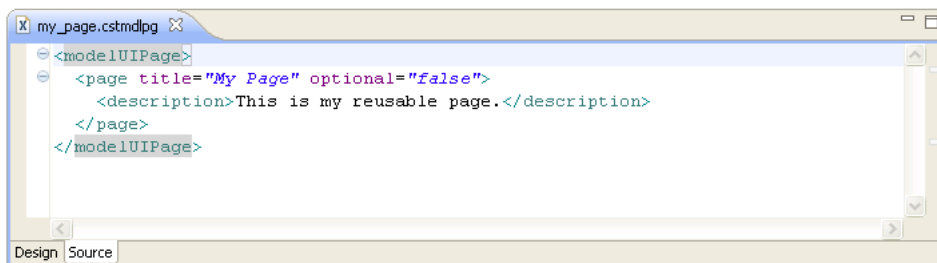 my_page.cstmdlpg
<modelUIPage>
<page title="My Page" optional="false">
<description>This is my reusable page.</description>
</page>
</modelUIPage>
Design Source